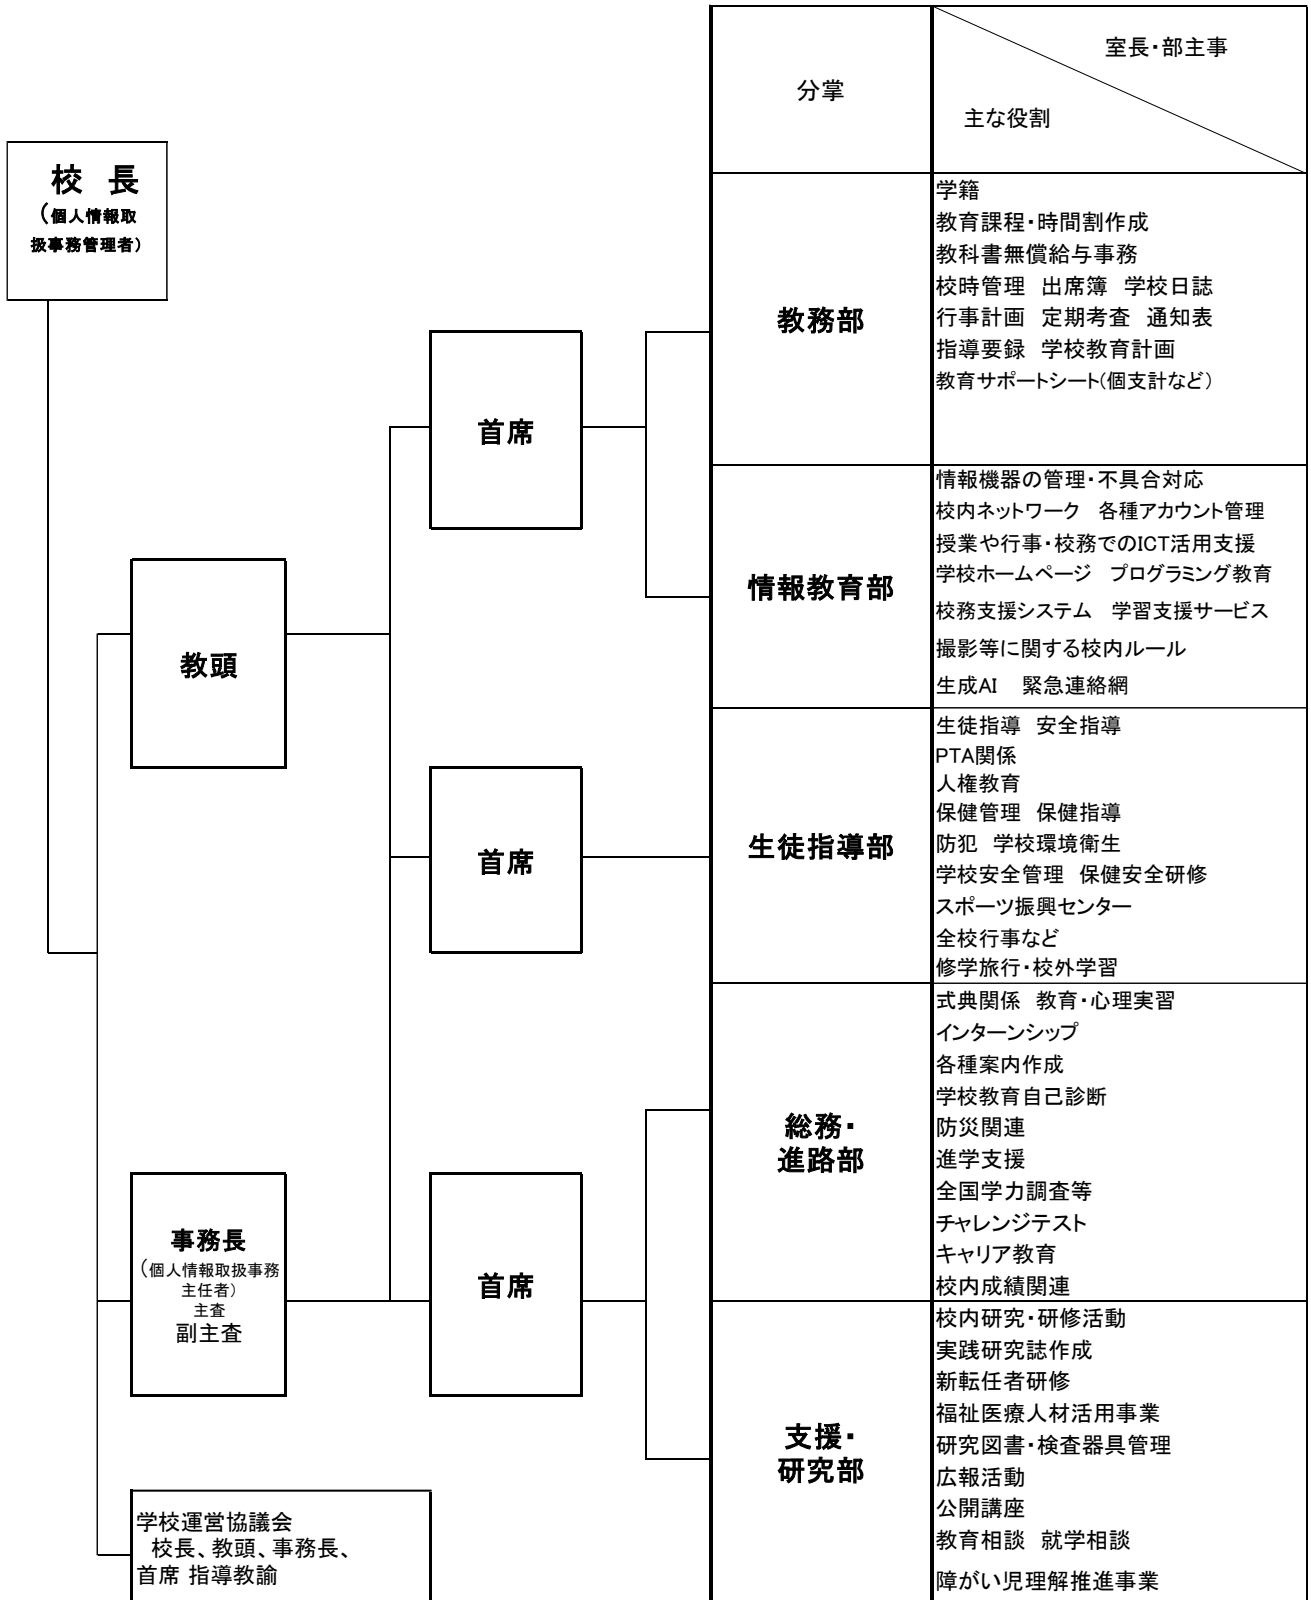 分掌
室長・部主事
主な役割
校　長
（個人情報取
扱事務管理者）
教頭
事務長
（個人情報取扱事務
主任者）
主査
副主査
学校運営協議会
校長、教頭、事務長、
首席 指導教諭
首席
首席
首席
教務部
学籍
教育課程・時間割作成
教科書無償給与事務
校時管理　出席簿　学校日誌
行事計画　定期考査　通知表
指導要録　学校教育計画
教育サポートシート(個支計など）
情報教育部
情報機器の管理・不具合対応
校内ネットワーク　各種アカウント管理
授業や行事・校務でのICT活用支援
学校ホームページ　プログラミング教育
校務支援システム　学習支援サービス
撮影等に関する校内ルール
生成AI　緊急連絡網
生徒指導部
生徒指導　安全指導
PTA関係
人権教育
保健管理　保健指導
防犯　学校環境衛生
学校安全管理　保健安全研修
スポーツ振興センター
全校行事など
修学旅行・校外学習
総務・
進路部
式典関係　教育・心理実習
インターンシップ
各種案内作成
学校教育自己診断
防災関連
進学支援
全国学力調査等
チャレンジテスト
キャリア教育
校内成績関連
支援・
研究部
校内研究・研修活動
実践研究誌作成
新転任者研修
福祉医療人材活用事業
研究図書・検査器具管理
広報活動
公開講座
教育相談　就学相談
障がい児理解推進事業